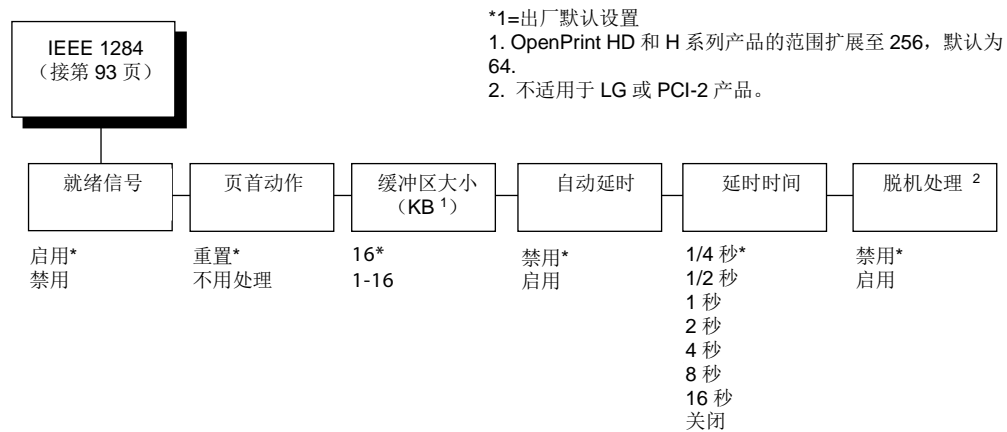 *1=出厂默认设置
1. OpenPrint HD 和 H 系列产品的范围扩展至 256，默认为
64.
2. 不适用于 LG 或 PCI-2 产品。
IEEE 1284
（接第 93 页）
就绪信号
启用*
禁用
页首动作
重置*
不用处理
缓冲区大小
（KB 1）
16*
1-16
自动延时
禁用*
启用
延时时间
1/4 秒*
1/2 秒
1 秒
2 秒
4 秒
8 秒
16 秒
关闭
脱机处理 2
禁用*
启用